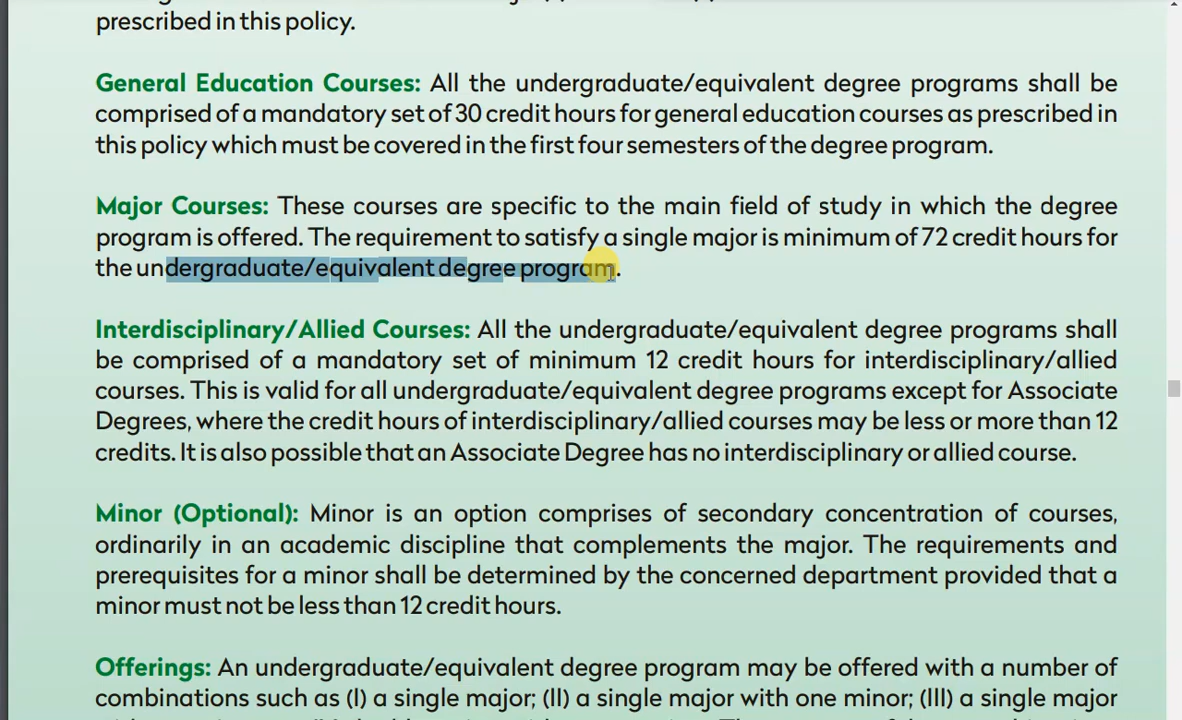 prescribed in this policy.
General Education Courses: All the undergraduate/equivalent degree programs shall be
comprised of a mandatory set of 30 credit hours for general education courses as prescribed in
this policy which must be covered in the first four semesters of the degree program.
Major Courses: These courses are specific to the main field of study in which the degree
program is offered. The requirement to satisfy a single major is minimum of 72 credit hours for
the undergraduate/equivalent degree program.
Interdisciplinary/Allied Courses: All the undergraduate/equivalent degree programs shall
be comprised of a mandatory set of minimum 12 credit hours for interdisciplinary/allied
courses. This is valid for all undergraduate/equivalent degree programs except for Associate
Degrees, where the credit hours of interdisciplinary/allied courses may be less or more than 12
credits. It is also possible that an Associate Degree has no interdisciplinary or allied course.
Minor (Optional): Minor is an option comprises of secondary concentration of courses,
ordinarily in an academic discipline that complements the major. The requirements and
prerequisites for a minor shall be determined by the concerned department provided that a
minor must not be less than 12 credit hours.
Offerings: An undergraduate/equivalent degree program may be offered with a number of
combinations such as (I) a single major; (II) a single major with one minor; (III) a single major